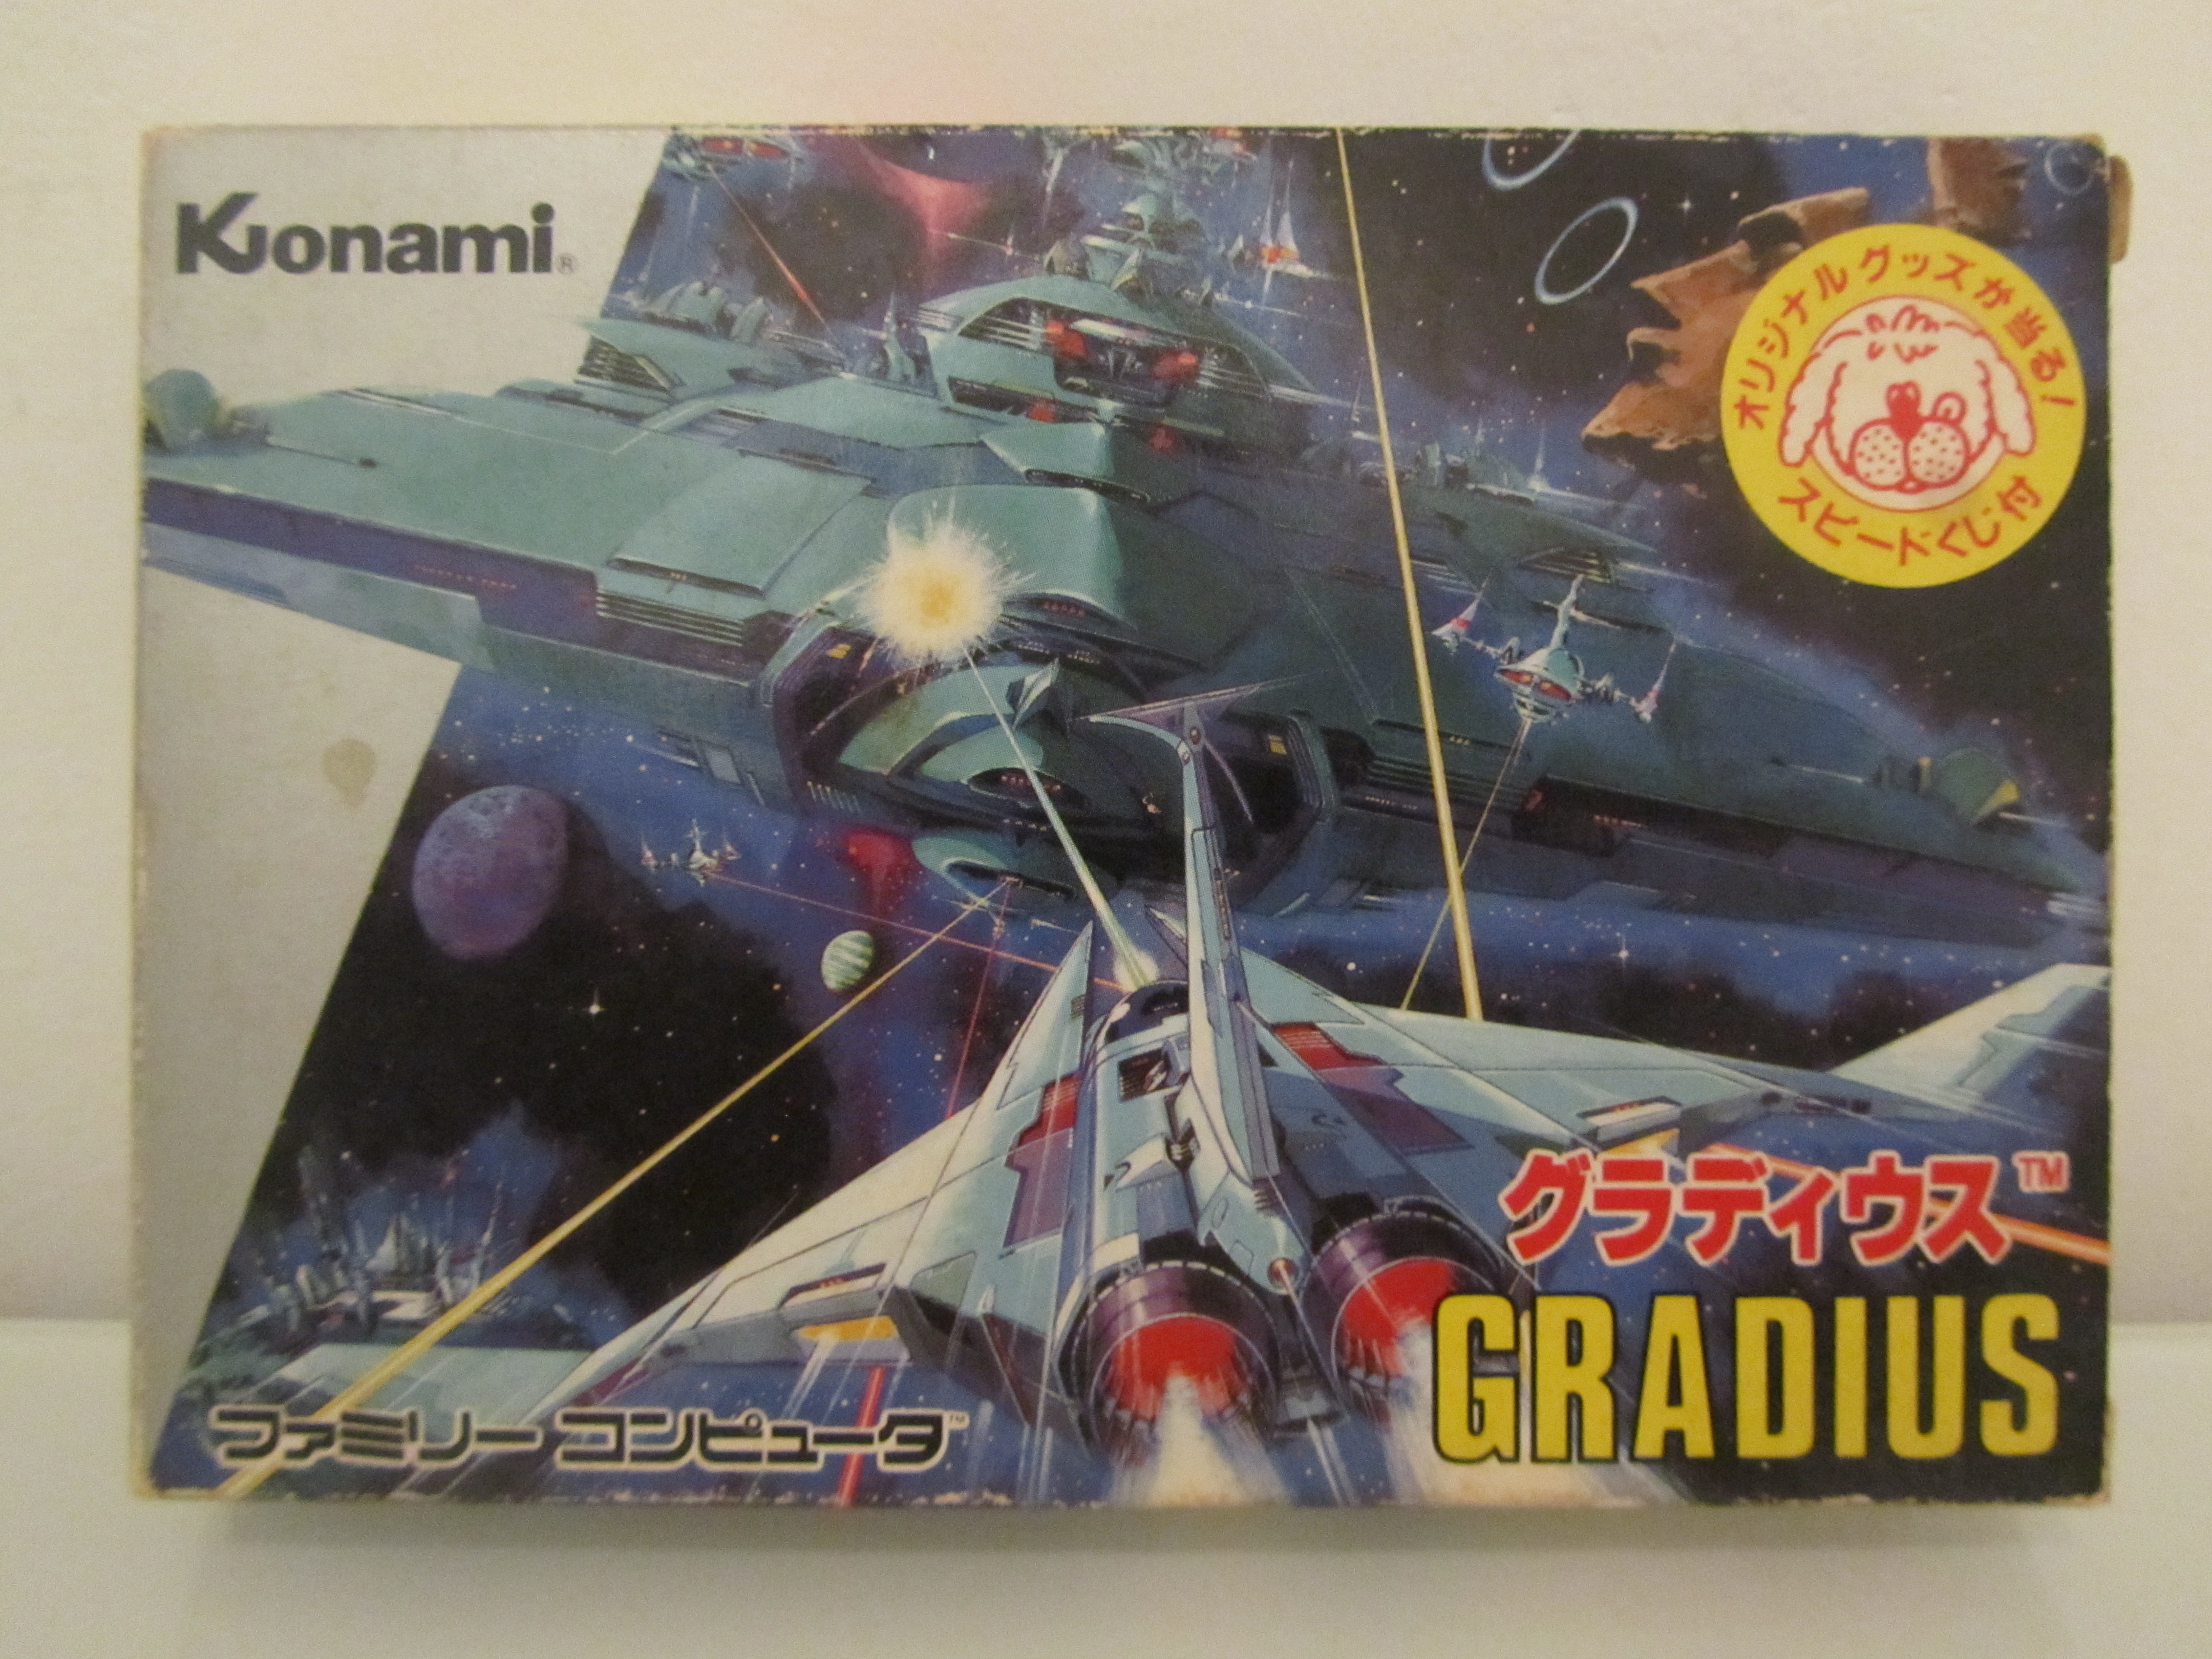 Konami®
オリジナルグッズが当る!
スピードくじ付
グラディウス™
GRADIUS
ファミリーコンピュータ™